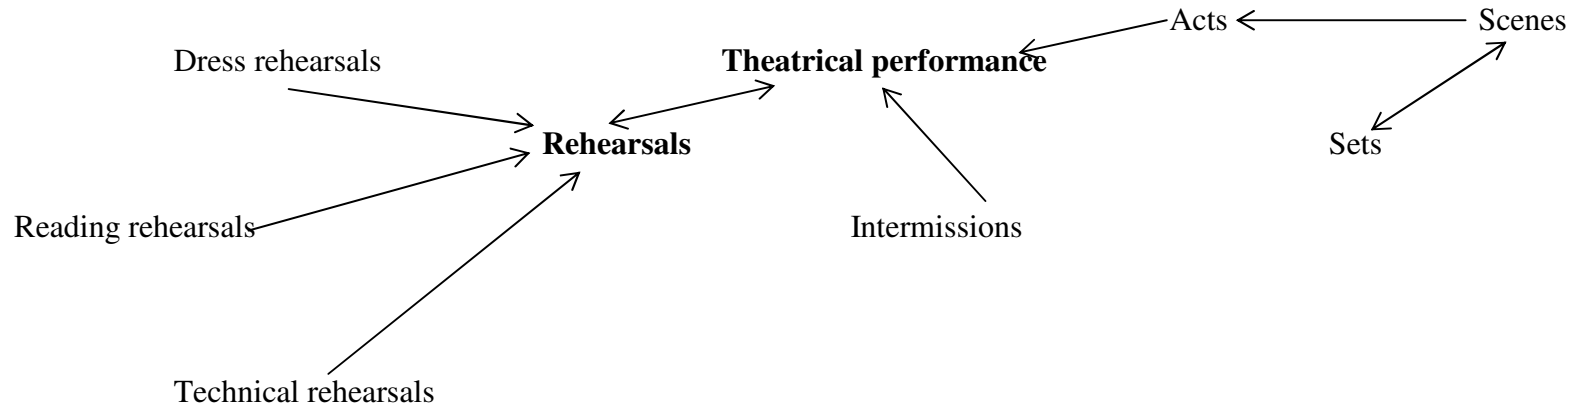 Acts
Scenes
Dress rehearsals
Theatrical performance
Rehearsals
Sets
Reading rehearsals
Intermissions
Technical rehearsals